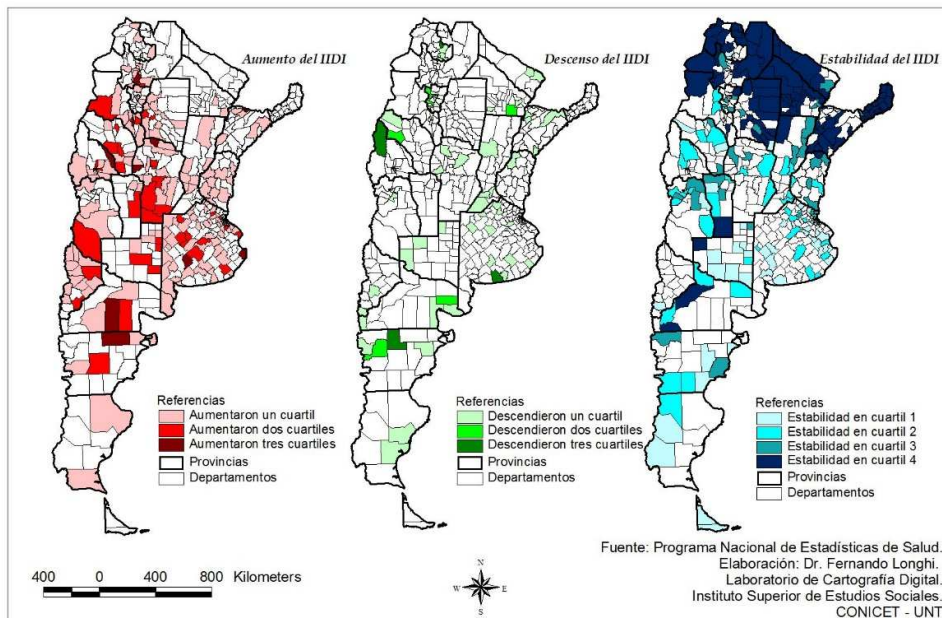 Aumento del IIDI
Referencias
Aumentaron un cuartil
Aumentaron dos cuartiles
Aumentaron tres cuartiles
Provincias
Departamentos
Descenso del IIDI
Referencias
Descendieron un cuartil
Descendieron dos cuartiles
Descendieron tres cuartiles
Provincias
Departamentos
Estabilidad del IIDI
Referencias
Estabilidad en cuartil 1
Estabilidad en cuartil 2
Estabilidad en cuartil 3
Estabilidad en cuartil 4
Provincias
Departamentos
400 0 400 800 Kilometers
N
W E
S
Fuente: Programa Nacional de Estadísticas de Salud.
Elaboración: Dr. Fernando Longhi.
Laboratorio de Cartografía Digital.
Instituto Superior de Estudios Sociales.
CONICET - UNT